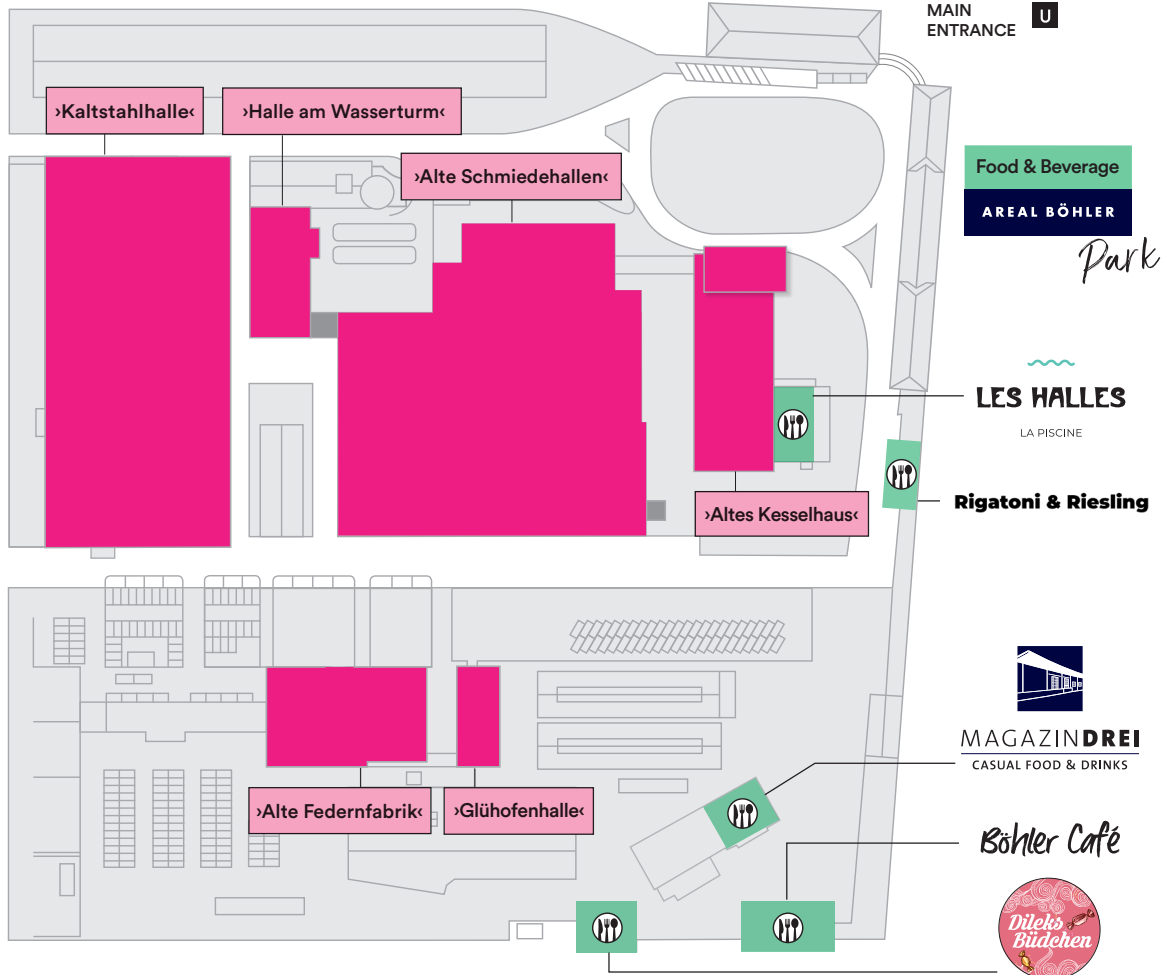 MAIN
ENTRANCE
U
›Kaltstahlhalle‹
›Halle am Wasserturm‹
›Alte Schmiedehallen‹
Food & Beverage
AREAL BÖHLER
Park
LES HALLES
LA PISCINE
Rigatoni & Riesling
›Altes Kesselhaus‹
MAGAZINDREI
CASUAL FOOD & DRINKS
›Alte Federnfabrik‹
›Glühofenhalle‹
Böhler Café
Dileks
Büdchen